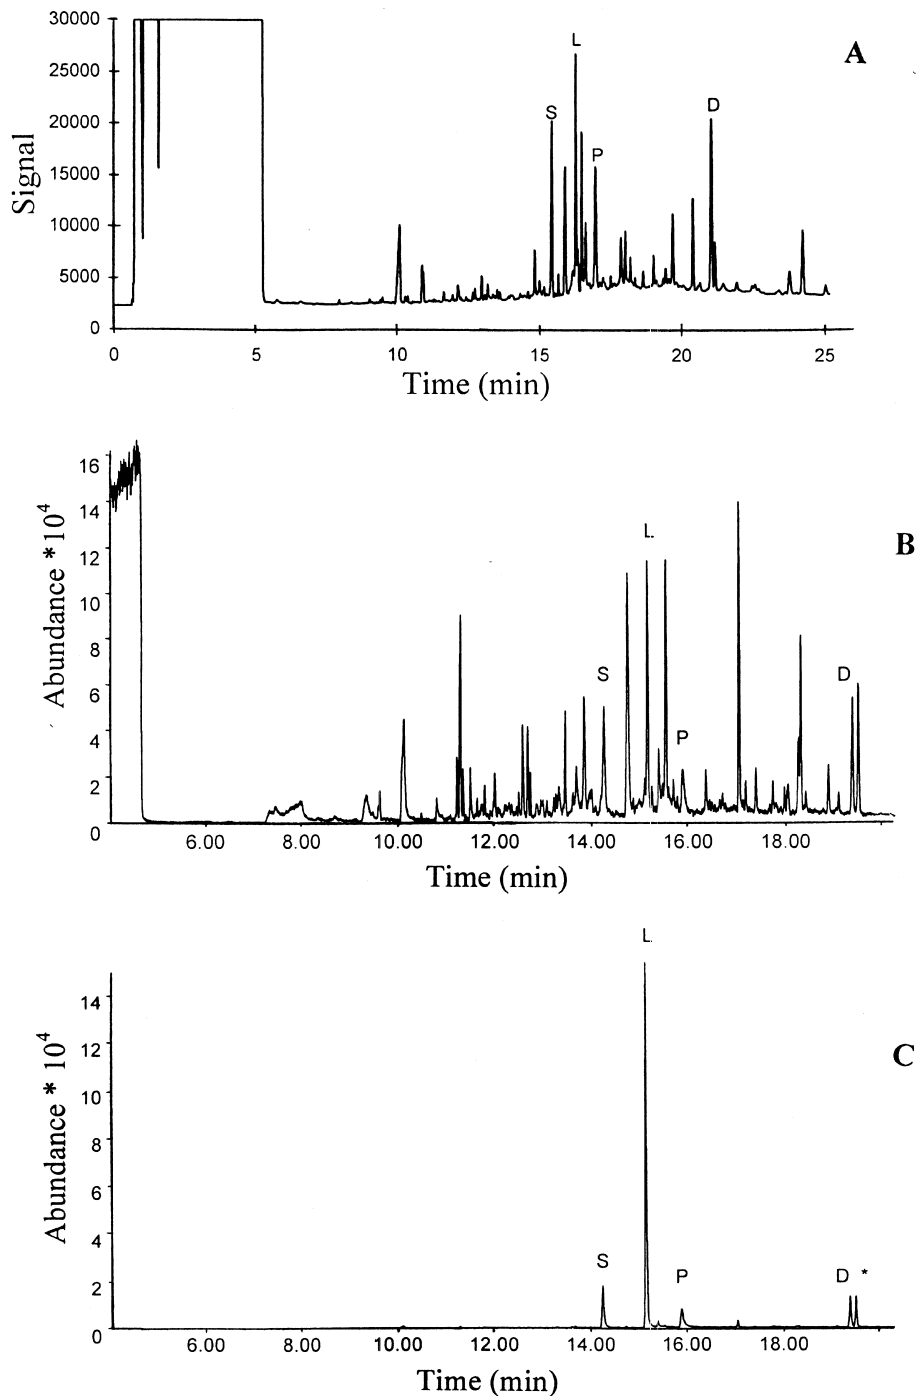 30000
25000
20000
15000
10000
5000
0
Signal
S
L
P
D
A
0
5
10
15
20
25
Time (min)
16
14
12
10
8
6
4
2
0
Abundance *10⁴
S
L.
P
D
B
6.00
8.00
10.00
12.00
14.00
16.00
18.00
Time (min)
14
12
10
8
6
4
2
0
Abundance * 10⁴
S
L
P
D *
C
6.00
8.00
10.00
12.00
14.00
16.00
18.00
Time (min)